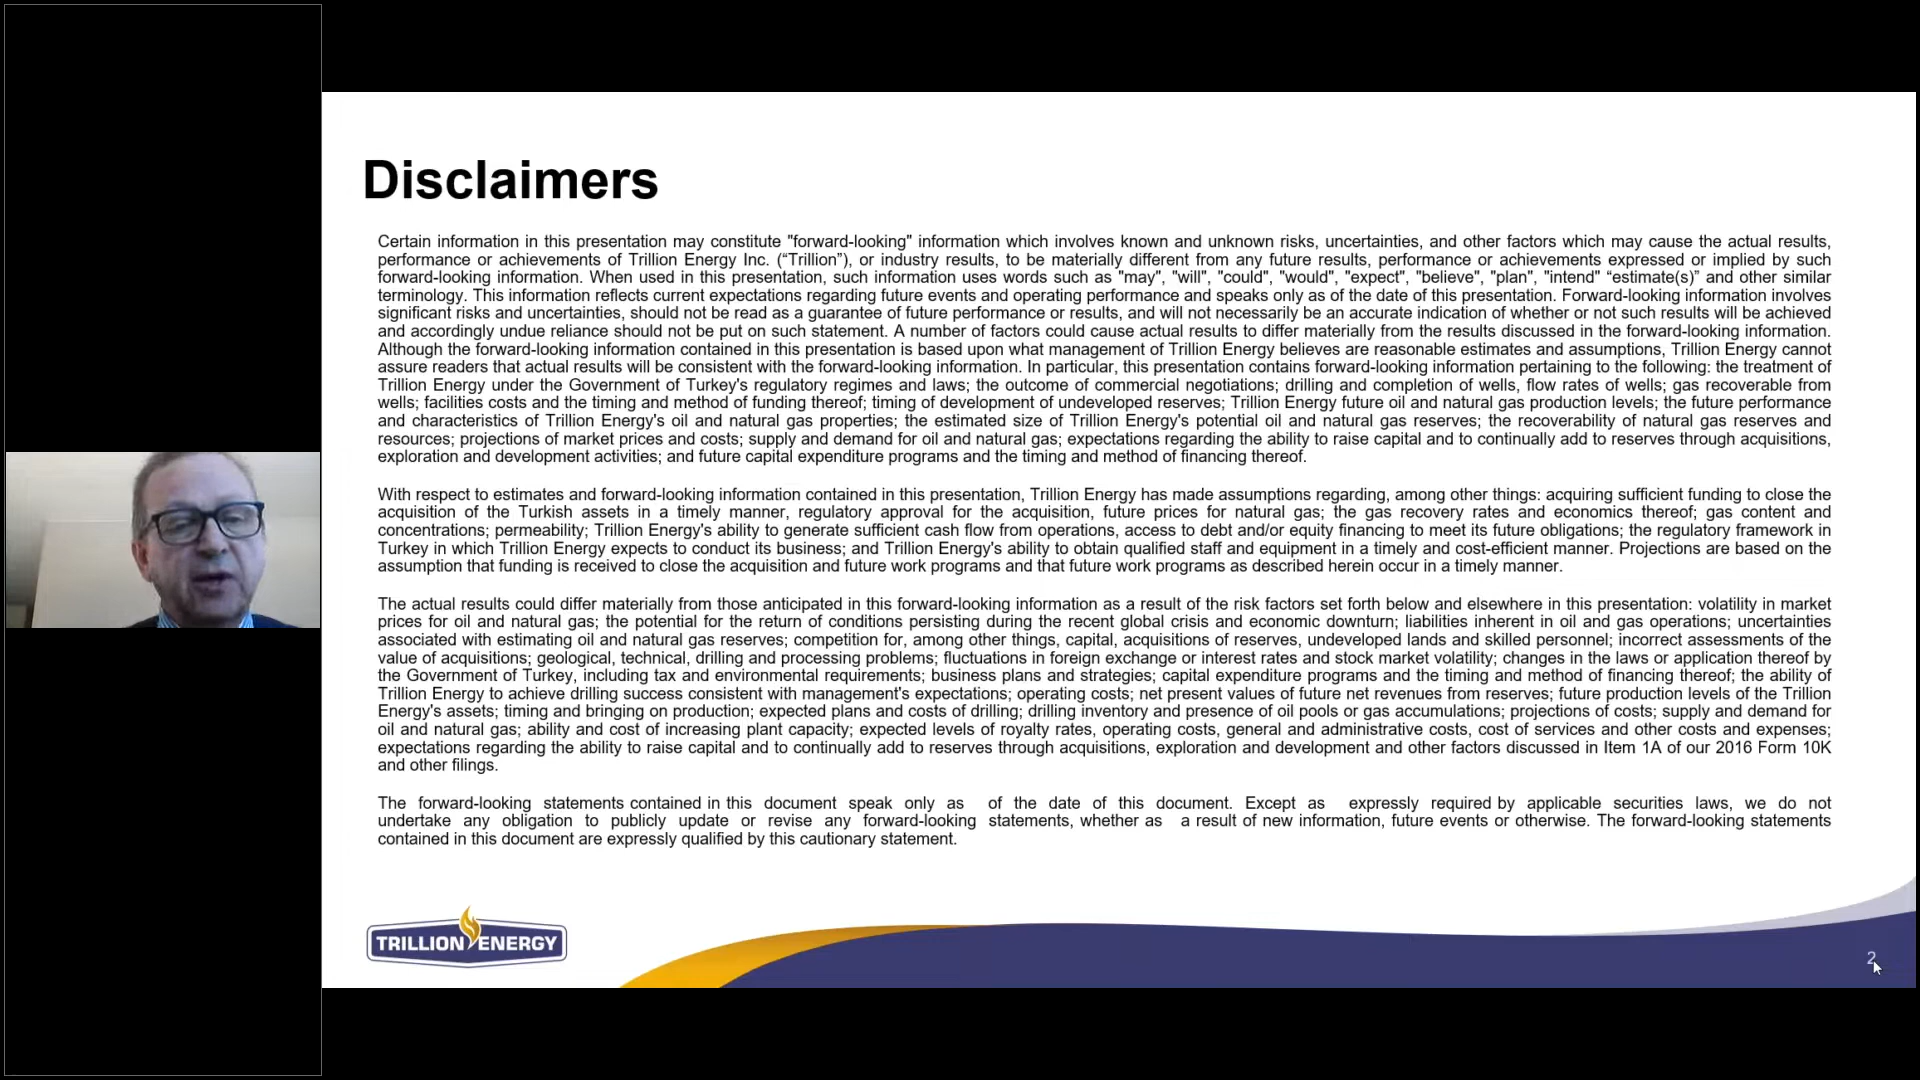 Disclaimers
Certain information in this presentation may constitute "forward-looking" information which involves known and unknown risks, uncertainties, and other factors which may cause the actual results,
performance or achievements of Trillion Energy Inc. (“Trillion”), or industry results, to be materially different from any future results, performance or achievements expressed or implied by such
forward-looking information. When used in this presentation, such information uses words such as "may", "will", "could", "would", "expect", "believe", "plan", "intend" “estimate(s)” and other similar
terminology. This information reflects current expectations regarding future events and operating performance and speaks only as of the date of this presentation. Forward-looking information involves
significant risks and uncertainties, should not be read as a guarantee of future performance or results, and will not necessarily be an accurate indication of whether or not such results will be achieved
and accordingly undue reliance should not be put on such statement. A number of factors could cause actual results to differ materially from the results discussed in the forward-looking information.
Although the forward-looking information contained in this presentation is based upon what management of Trillion Energy believes are reasonable estimates and assumptions, Trillion Energy cannot
assure readers that actual results will be consistent with the forward-looking information. In particular, this presentation contains forward-looking information pertaining to the following: the treatment of
Trillion Energy under the Government of Turkey's regulatory regimes and laws; the outcome of commercial negotiations; drilling and completion of wells, flow rates of wells; gas recoverable from
wells; facilities costs and the timing and method of funding thereof; timing of development of undeveloped reserves; Trillion Energy future oil and natural gas production levels; the future performance
and characteristics of Trillion Energy's oil and natural gas properties; the estimated size of Trillion Energy's potential oil and natural gas reserves; the recoverability of natural gas reserves and
resources; projections of market prices and costs; supply and demand for oil and natural gas; expectations regarding the ability to raise capital and to continually add to reserves through acquisitions,
exploration and development activities; and future capital expenditure programs and the timing and method of financing thereof.
With respect to estimates and forward-looking information contained in this presentation, Trillion Energy has made assumptions regarding, among other things: acquiring sufficient funding to close the
acquisition of the Turkish assets in a timely manner, regulatory approval for the acquisition, future prices for natural gas; the gas recovery rates and economics thereof; gas content and
concentrations; permeability; Trillion Energy's ability to generate sufficient cash flow from operations, access to debt and/or equity financing to meet its future obligations; the regulatory framework in
Turkey in which Trillion Energy expects to conduct its business; and Trillion Energy's ability to obtain qualified staff and equipment in a timely and cost-efficient manner. Projections are based on the
assumption that funding is received to close the acquisition and future work programs and that future work programs as described herein occur in a timely manner.
The actual results could differ materially from those anticipated in this forward-looking information as a result of the risk factors set forth below and elsewhere in this presentation: volatility in market
prices for oil and natural gas; the potential for the return of conditions persisting during the recent global crisis and economic downturn; liabilities inherent in oil and gas operations; uncertainties
associated with estimating oil and natural gas reserves; competition for, among other things, capital, acquisitions of reserves, undeveloped lands and skilled personnel; incorrect assessments of the
value of acquisitions; geological, technical, drilling and processing problems; fluctuations in foreign exchange or interest rates and stock market volatility; changes in the laws or application thereof by
the Government of Turkey, including tax and environmental requirements; business plans and strategies; capital expenditure programs and the timing and method of financing thereof; the ability of
Trillion Energy to achieve drilling success consistent with management's expectations; operating costs; net present values of future net revenues from reserves; future production levels of the Trillion
Energy's assets; timing and bringing on production; expected plans and costs of drilling; drilling inventory and presence of oil pools or gas accumulations; projections of costs; supply and demand for
oil and natural gas; ability and cost of increasing plant capacity; expected levels of royalty rates, operating costs, general and administrative costs, cost of services and other costs and expenses;
expectations regarding the ability to raise capital and to continually add to reserves through acquisitions, exploration and development and other factors discussed in Item 1A of our 2016 Form 10K
and other filings.
The forward-looking statements contained in this document speak only as of the date of this document. Except as expressly required by applicable securities laws, we do not
undertake any obligation to publicly update or revise any forward-looking statements, whether as a result of new information, future events or otherwise. The forward-looking statements
contained in this document are expressly qualified by this cautionary statement.
TRILLION ENERGY
2